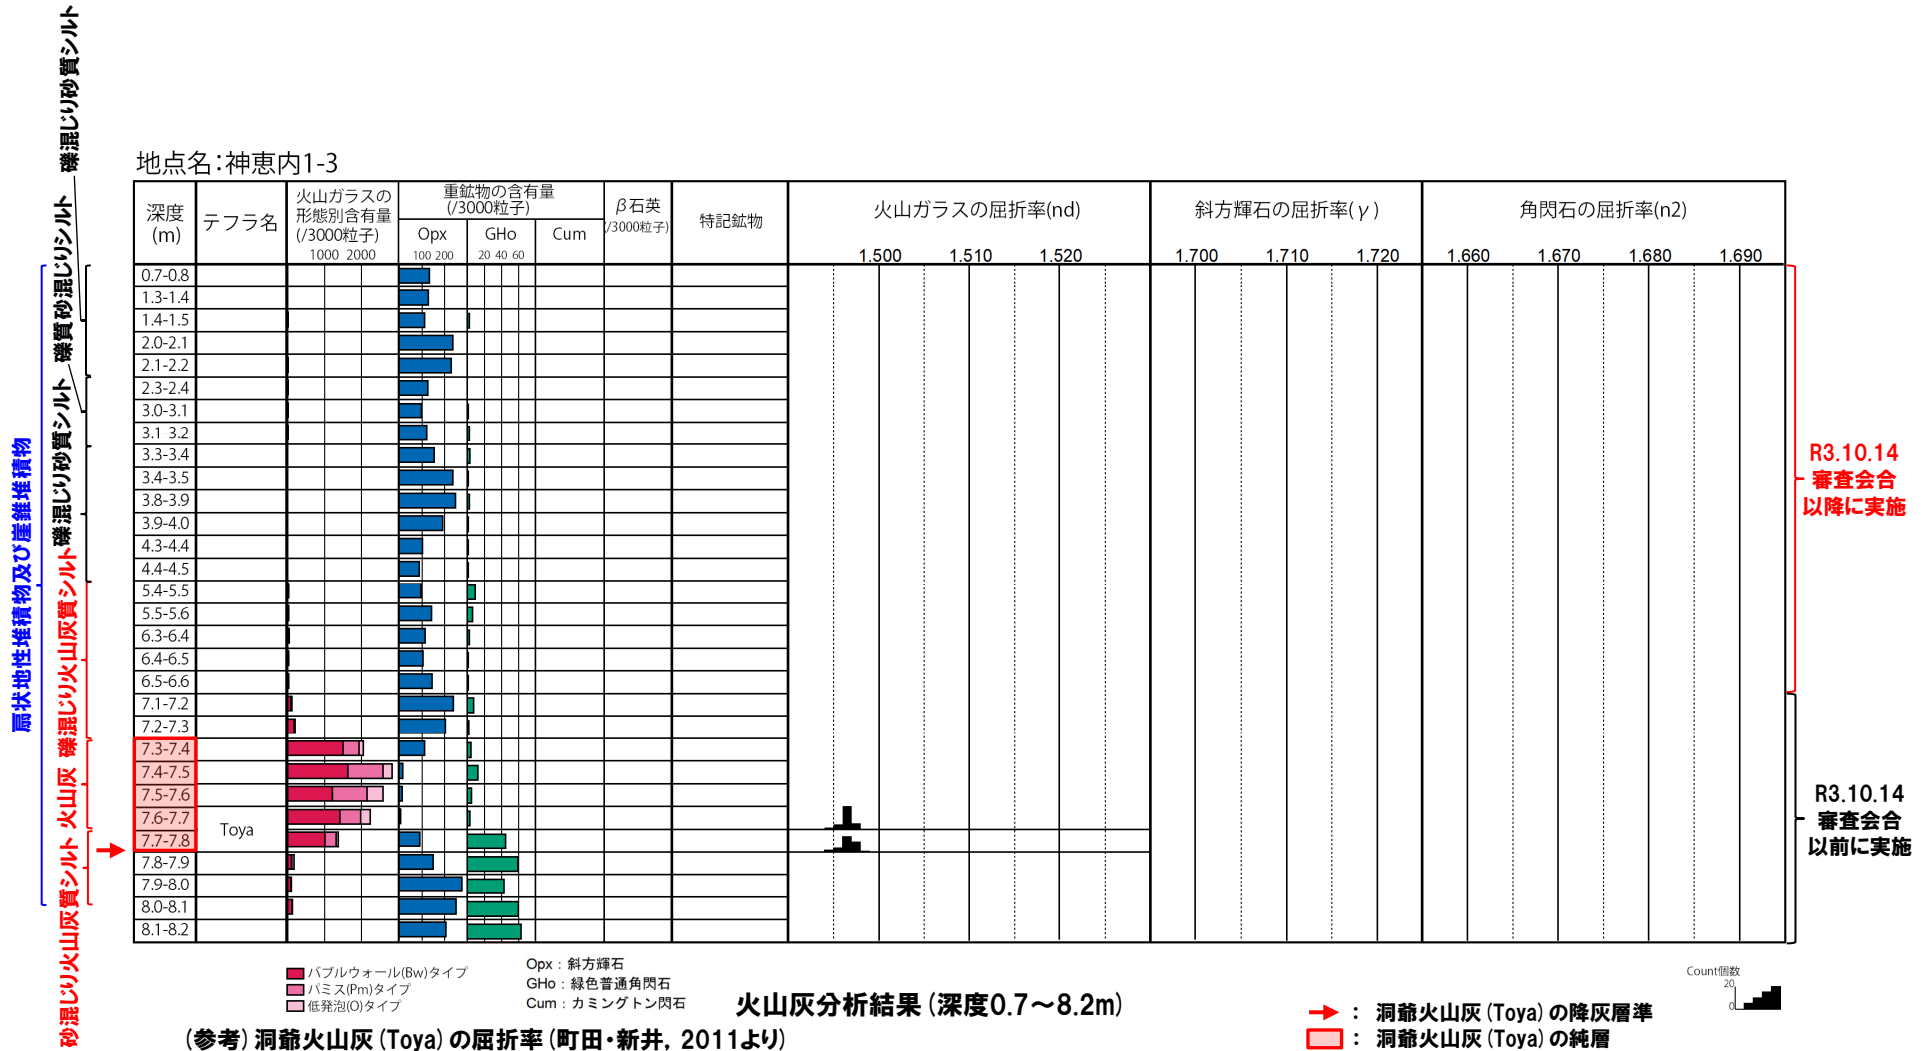 地点名：神恵内1-3
深度
(m)
テフラ名
火山ガラスの
形態別含有量
(/3000粒子)
1000 2000
重鉱物の含有量
(/3000粒子)
Opx
GHo
Cum
100 200
20 40 60
β石英
(/3000粒子)
特記鉱物
火山ガラスの屈折率(nd)
1.500 1.510 1.520
斜方輝石の屈折率(γ)
1.700 1.710 1.720
角閃石の屈折率(n2)
1.660 1.670 1.680 1.690
0.7-0.8
1.3-1.4
1.4-1.5
2.0-2.1
2.1-2.2
2.3-2.4
3.0-3.1
3.1 3.2
3.3-3.4
3.4-3.5
3.8-3.9
3.9-4.0
4.3-4.4
4.4-4.5
5.4-5.5
5.5-5.6
6.3-6.4
6.4-6.5
6.5-6.6
7.1-7.2
7.2-7.3
7.3-7.4
7.4-7.5
7.5-7.6
7.6-7.7
7.7-7.8
7.8-7.9
7.9-8.0
8.0-8.1
8.1-8.2
Toya
扇状地性堆積物及び崖錐堆積物
礫混じり砂質シルト
礫質砂混じりシルト
礫混じり砂質シルト
礫混じり火山灰質シルト
火山灰
砂混じり火山灰質シルト
R3.10.14
審査会合
以降に実施
R3.10.14
審査会合
以前に実施
バブルウォール(Bw)タイプ
パミス(Pm)タイプ
低発泡(O)タイプ
Opx：斜方輝石
GHo：緑色普通角閃石
Cum：カミングトン閃石
火山灰分析結果（深度0.7～8.2m）
Count個数
20
0
：洞爺火山灰（Toya）の降灰層準
：洞爺火山灰（Toya）の純層
（参考）洞爺火山灰（Toya）の屈折率（町田・新井，2011より）